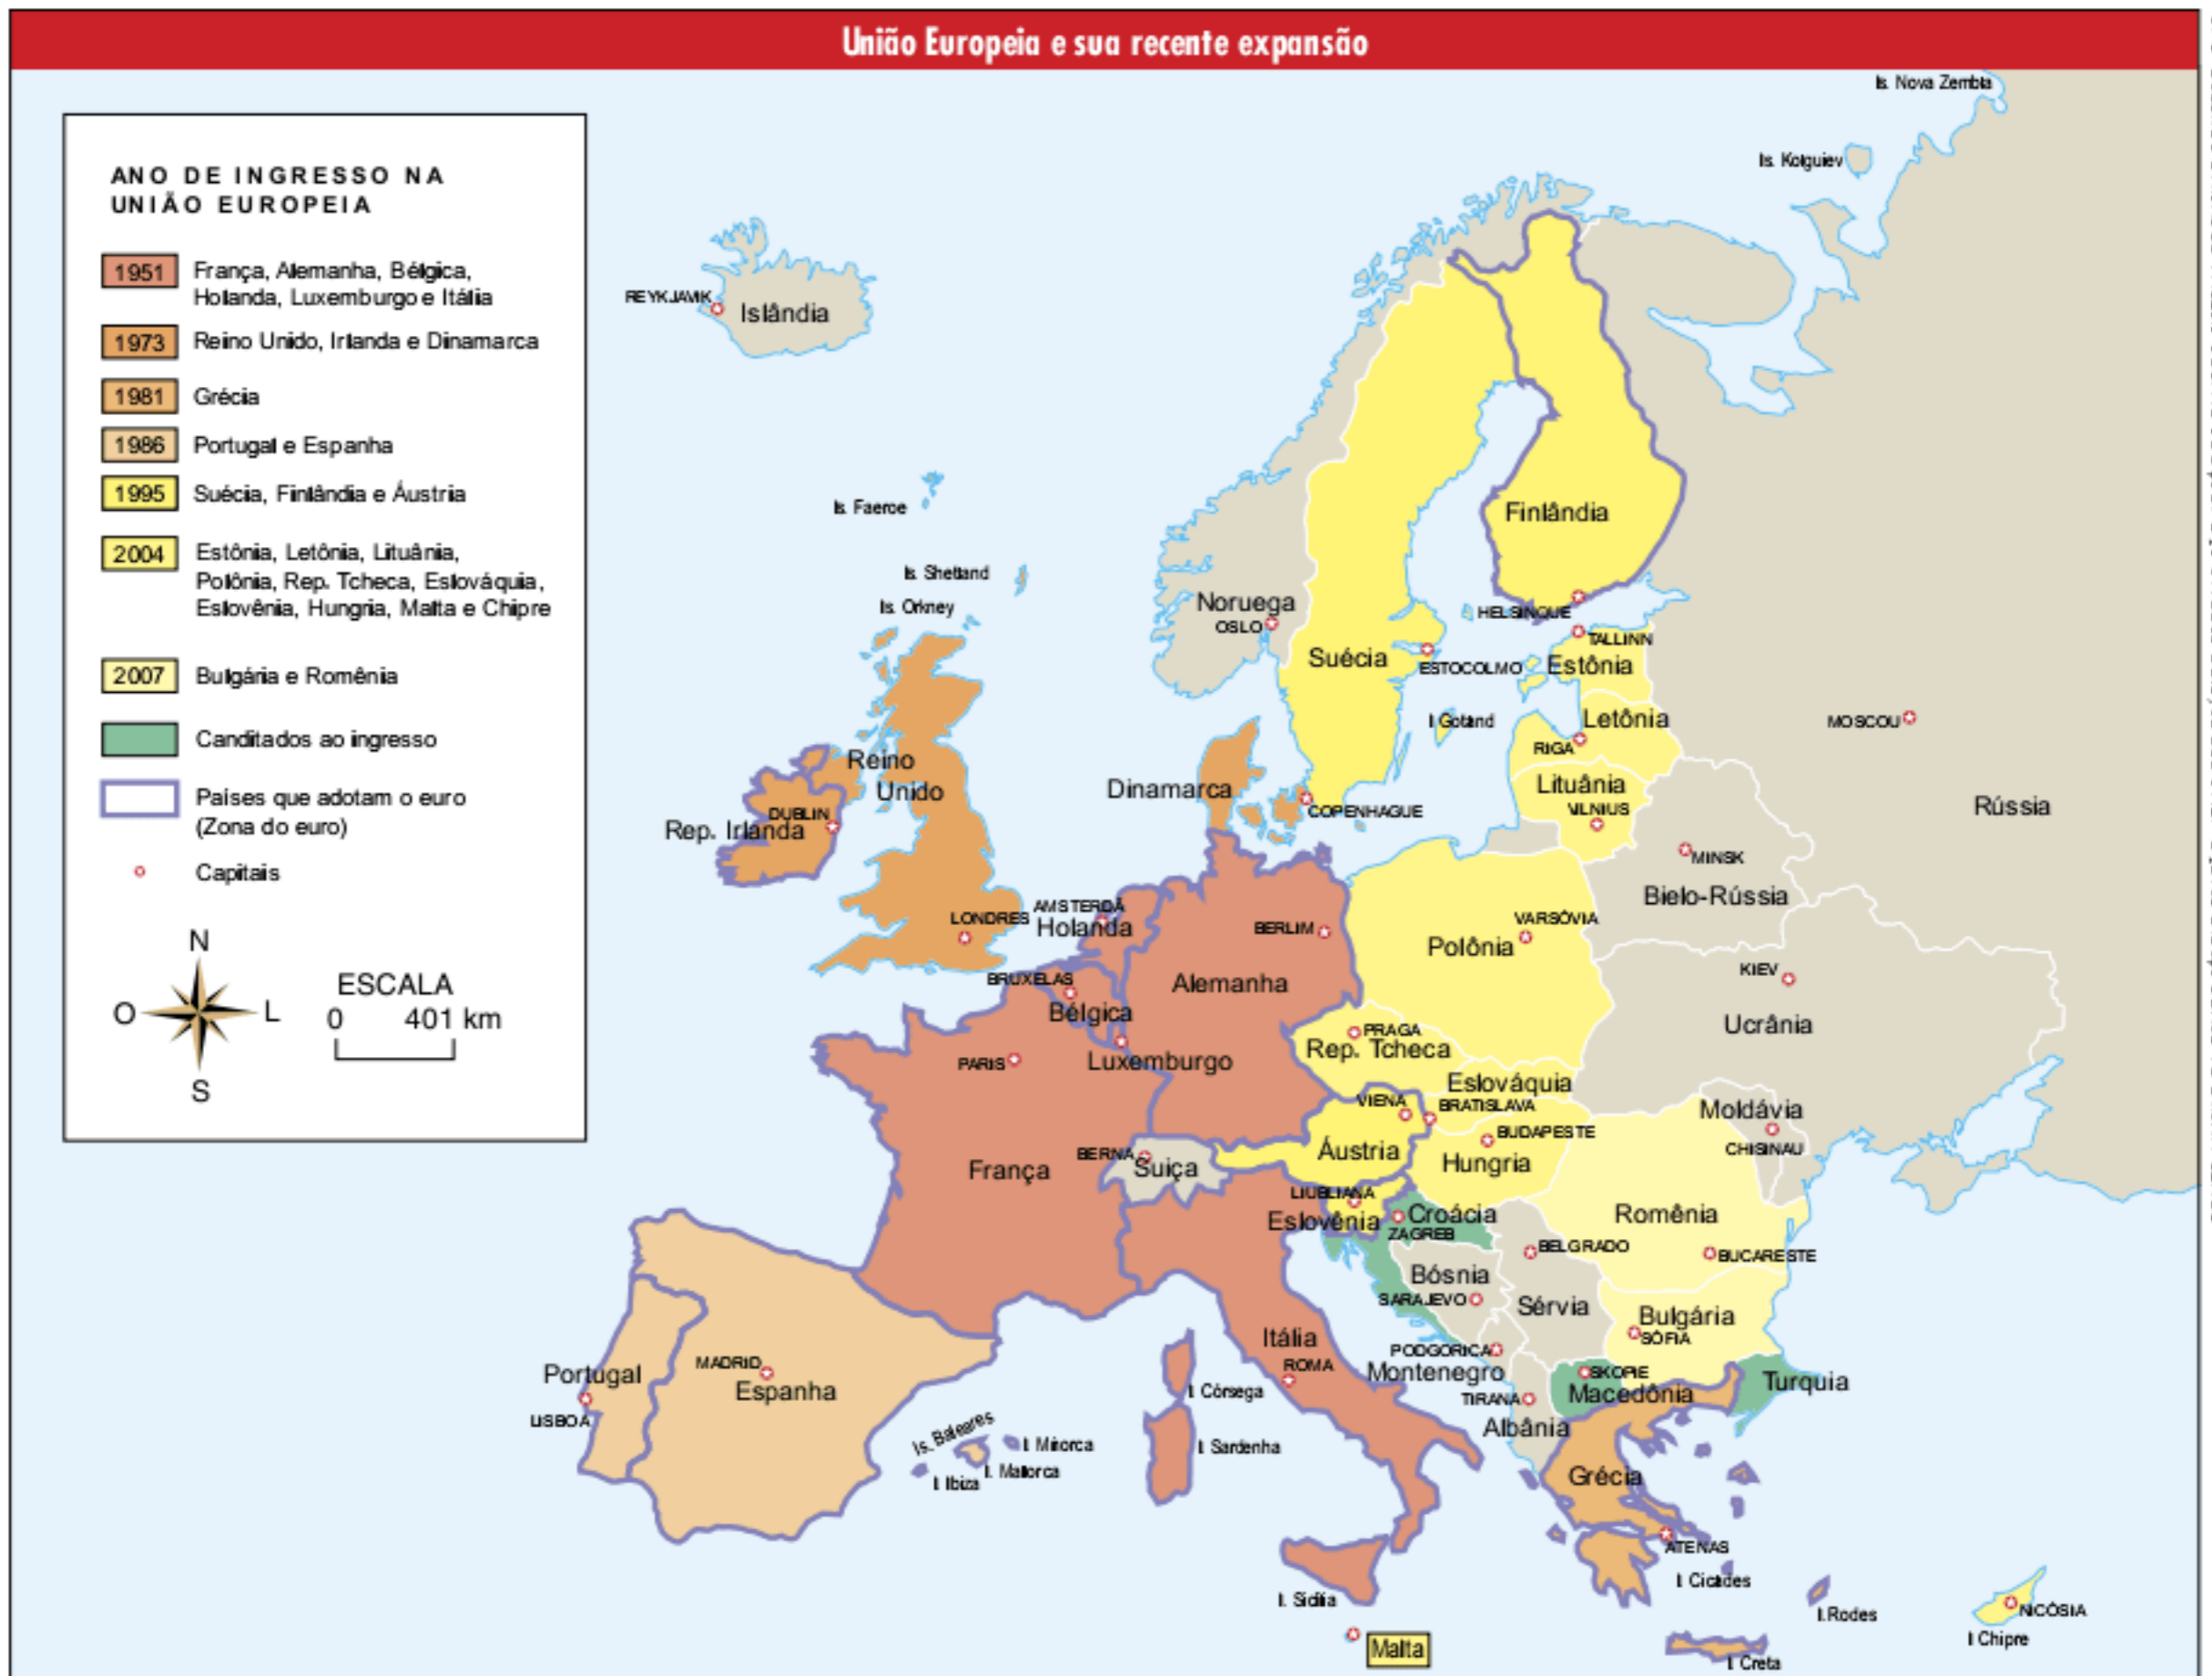 União Europeia e sua recente expansão
ANO DE INGRESSO NA
UNIÃO EUROPEIA
1951 França, Alemanha, Bélgica,
Holanda, Luxemburgo e Itália
1973 Reino Unido, Irlanda e Dinamarca
1981 Grécia
1986 Portugal e Espanha
1995 Suécia, Finlândia e Áustria
2004 Estônia, Letônia, Lituânia,
Polônia, Rep. Tcheca, Eslováquia,
Eslovênia, Hungria, Malta e Chipre
2007 Bulgária e Romênia
Canditados ao ingresso
Países que adotam o euro
(Zona do euro)
Capitais
N
O
L
S
ESCALA
0 401 km
Is. Nova Zembla
Is. Kolguiev
REYKJAVIK
Islândia
Is. Faeroe
Is. Shetland
Is. Orkney
Finlândia
Noruega
OSLO
HELSINQUE
Suécia
ESTOCOLMO
TALLINN
Estônia
I Gotland
Letônia
RIGA
MOSCOU
Lituânia
VILNIUS
Rússia
Reino
Unido
DUBLIN
Rep. Irlanda
Dinamarca
COPENHAGUE
MINSK
Bielo-Rússia
LONDRES
AMSTERDÃ
Holanda
BERLIM
VARSÓVIA
Polônia
BRUXELAS
Bélgica
Alemanha
KIEV
Ucrânia
PARIS
Luxemburgo
PRAGA
Rep. Tcheca
Eslováquia
VIENA
BRATISLAVA
Moldávia
CHISINAU
BUDAPESTE
Hungria
Áustria
BERNA
Suiça
França
LIUBLIANA
Eslovênia
Croácia
ZAGREB
Romênia
BELGRADO
BUCARESTE
Bósnia
SARAJEVO
Sérvia
Bulgária
SÓFIA
Itália
ROMA
PODGORICA
Montenegro
SKOPIE
Macedônia
Turquia
TIRANA
Albânia
Portugal
LISBOA
MADRID
Espanha
I. Córsega
I. Sardenha
Is. Baleares
I. Minorca
I. Mallorca
I. Ibiza
Grécia
ATENAS
I. Cicládes
I. Sicília
Malta
I. Rodes
I. Creta
NICÓSIA
I Chipre